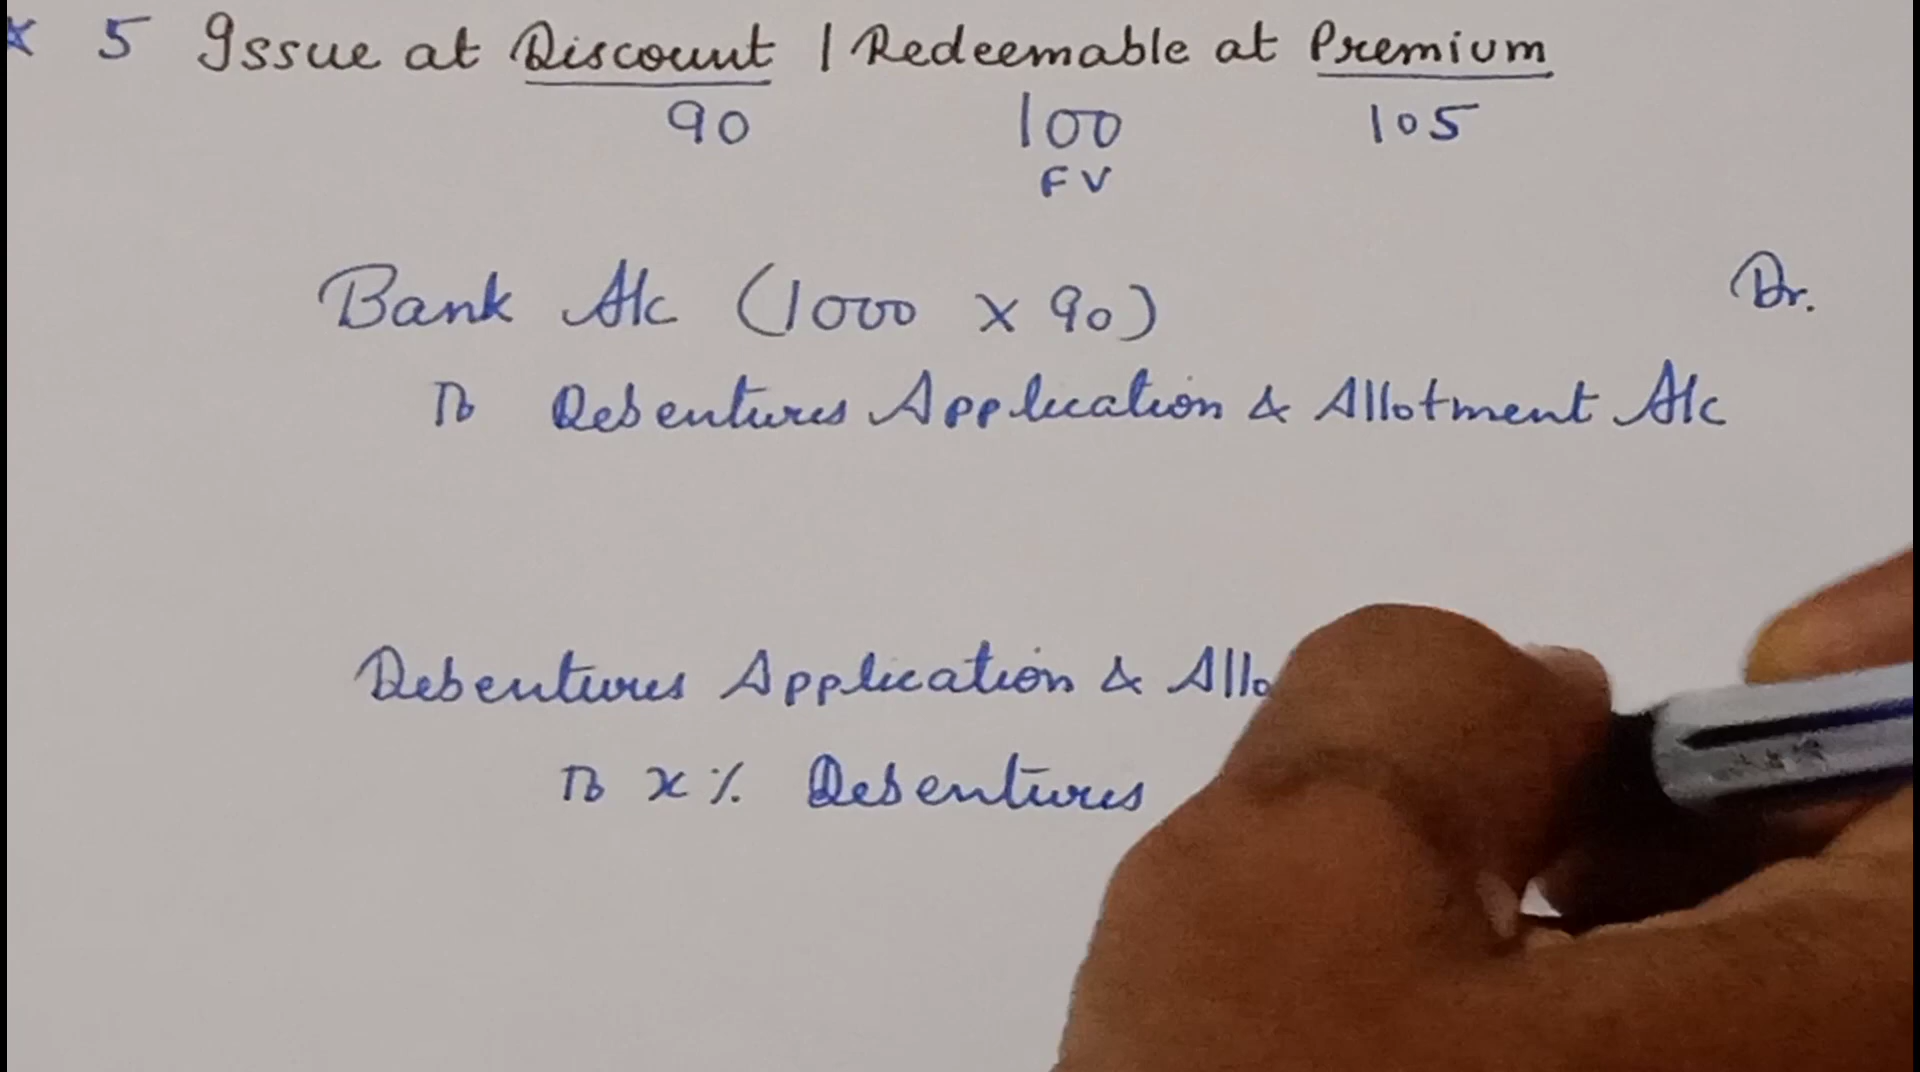 5 Issue at Discount | Redeemable at Premium
90 100 105
FV
Bank A/c (1000 x 90) Dr.
To Debentures Application & Allotment A/c
Debentures Application & Allo
To x% Debentures